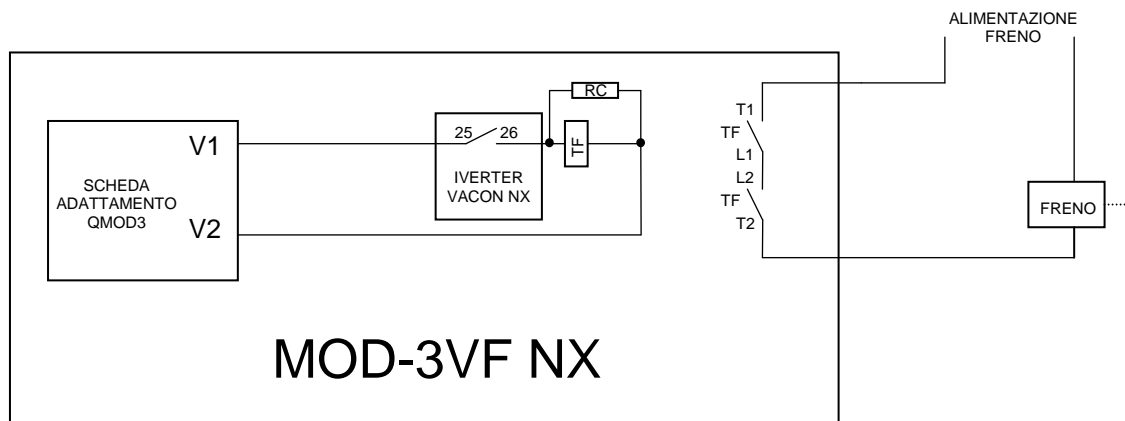 ALIMENTAZIONE
FRENO
RC
T1
TF
L1
L2
TF
T2
V1
25
26
TF
SCHEDA
ADATTAMENTO
QMOD3
IVERTER
VACON NX
V2
FRENO
MOD-3VF NX